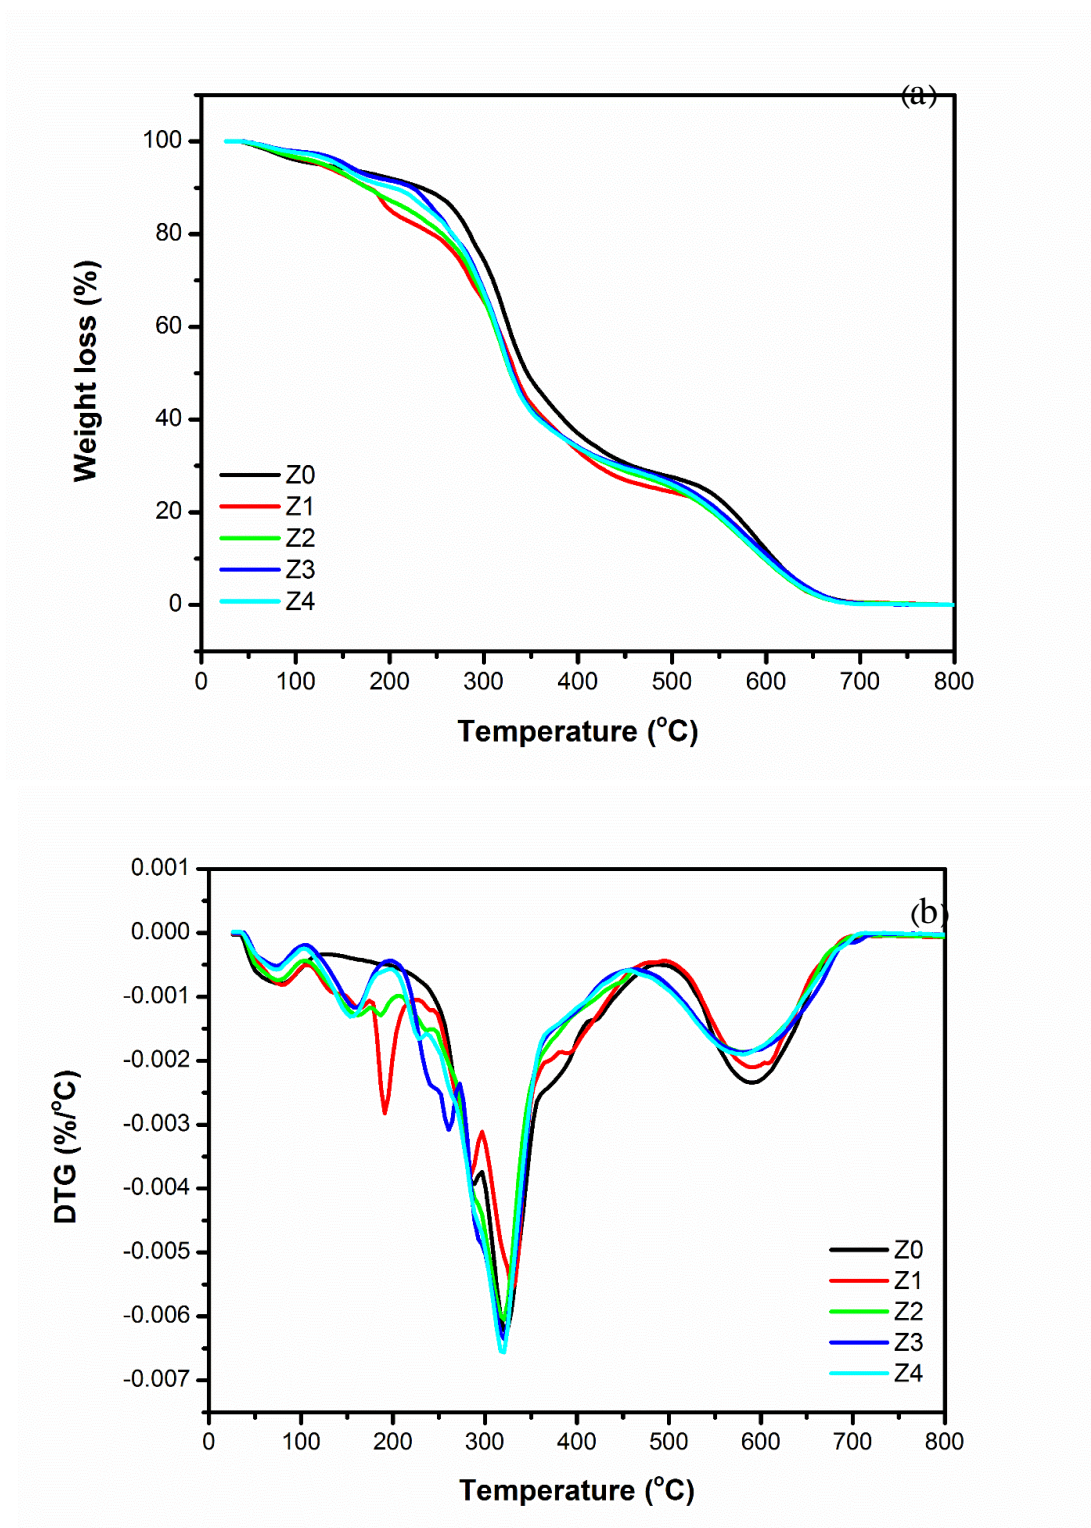 (a)
100
80
60
40
20
0
Weight loss (%)
Z0
Z1
Z2
Z3
Z4
0 100 200 300 400 500 600 700 800
Temperature (°C)
0.001
0.000
-0.001
-0.002
-0.003
-0.004
-0.005
-0.006
-0.007
DTG (%/°C)
(b)
Z0
Z1
Z2
Z3
Z4
0 100 200 300 400 500 600 700 800
Temperature (°C)